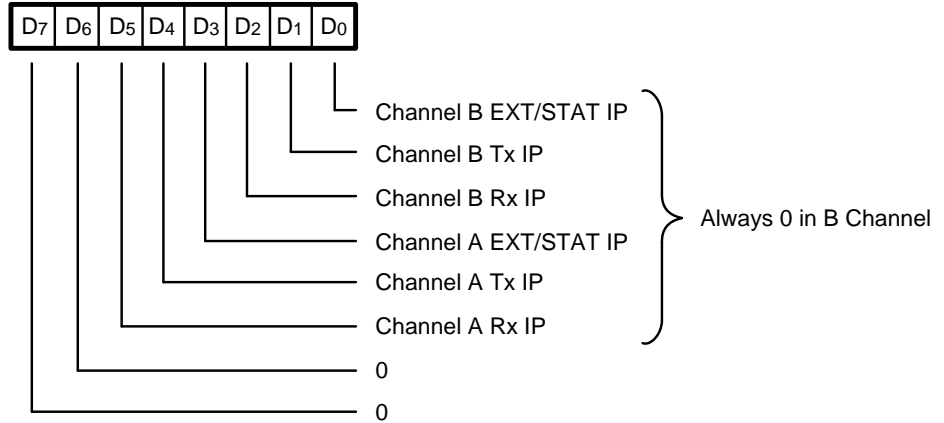 D7 D6 D5 D4 D3 D2 D1 D0
Channel B EXT/STAT IP
Channel B Tx IP
Channel B Rx IP
Channel A EXT/STAT IP
Channel A Tx IP
Channel A Rx IP
0
0
Always 0 in B Channel